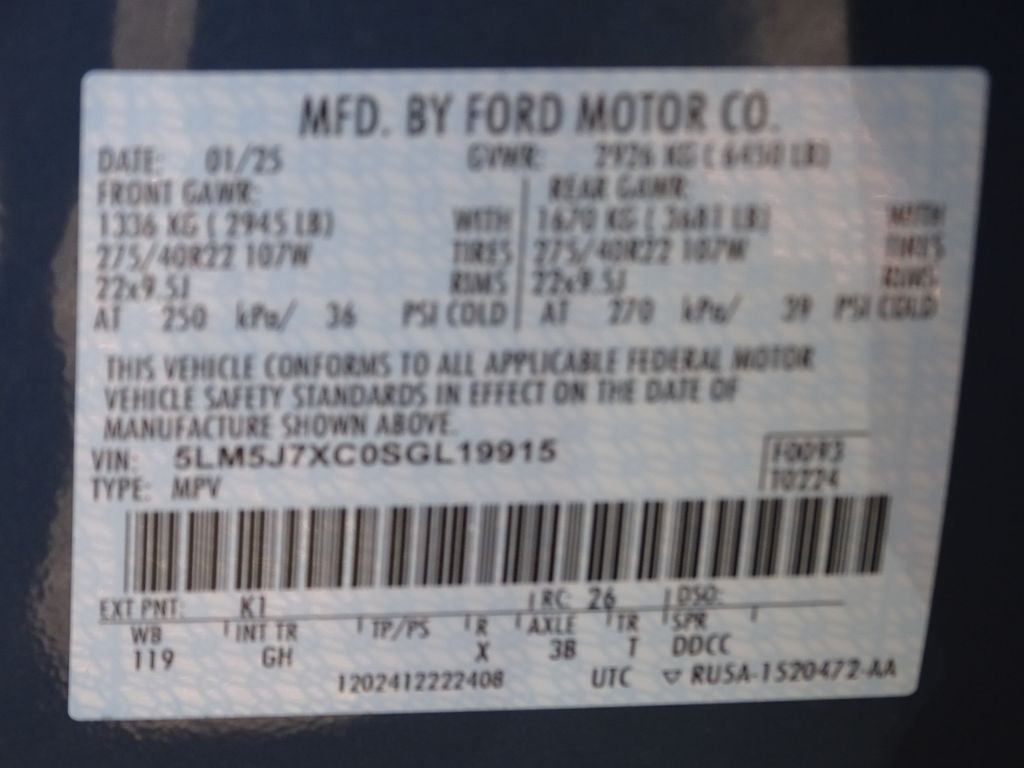 MFD. BY FORD MOTOR CO.
DATE: 01/25 GVWR: 2926 KG ( 6450 LB)
FRONT GAWR: REAR GAWR:
1336 KG ( 2945 LB) WITH 1670 KG ( 3681 LB) WITH
275/40R22 107W TIRES 275/40R22 107W TIRES
22x9.5J RIMS 22x9.5J RIMS
AT 250 kPa/ 36 PSI COLD AT 270 kPa/ 39 PSI COLD
THIS VEHICLE CONFORMS TO ALL APPLICABLE FEDERAL MOTOR
VEHICLE SAFETY STANDARDS IN EFFECT ON THE DATE OF
MANUFACTURE SHOWN ABOVE.
VIN: 5LM5J7XC0SGL19915 F0093
TYPE: MPV T0224
EXT PNT: K1 RC: 26 DSO:
WB INT TR TP/PS R AXLE TR SPR
119 GH X 3B T DDCC
1202412222408 UTC ▽ RU5A-1520472-AA